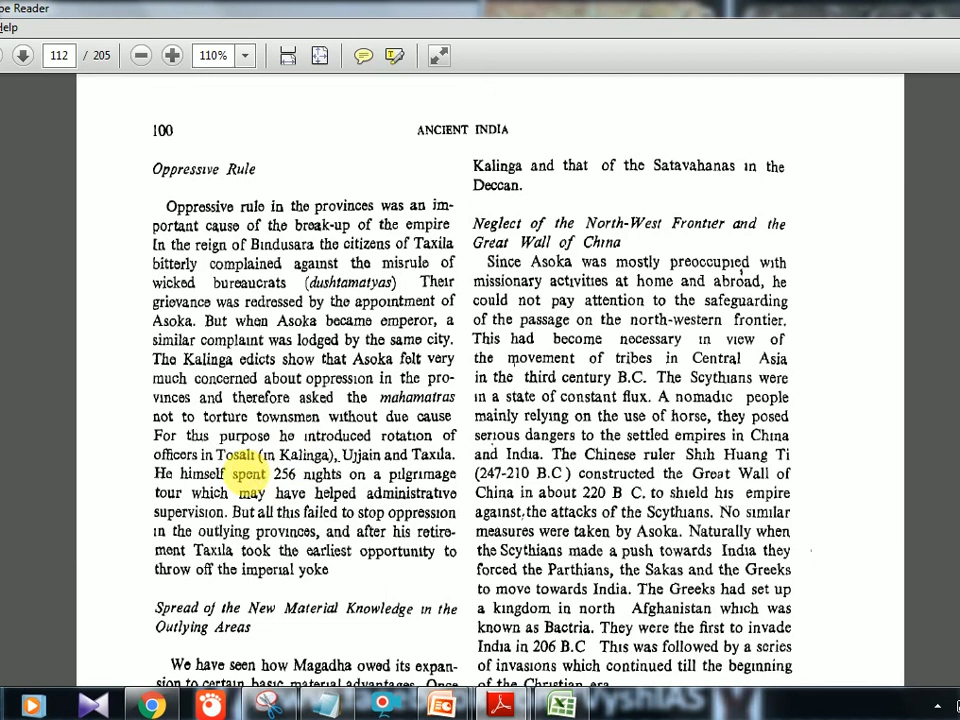 be Reader
Help
112 / 205 110%
100 ANCIENT INDIA
Oppressive Rule
Oppressive rule in the provinces was an im-
portant cause of the break-up of the empire
In the reign of Bindusara the citizens of Taxila
bitterly complained against the misrule of
wicked bureaucrats (dushtamatyas) Their
grievance was redressed by the appointment of
Asoka. But when Asoka became emperor, a
similar complaint was lodged by the same city.
The Kalinga edicts show that Asoka felt very
much concerned about oppression in the pro-
vinces and therefore asked the mahamatras
not to torture townsmen without due cause
For this purpose he introduced rotation of
officers in Tosali (in Kalinga), Ujjain and Taxila.
He himself spent 256 nights on a pilgrimage
tour which may have helped administrative
supervision. But all this failed to stop oppression
in the outlying provinces, and after his retire-
ment Taxila took the earliest opportunity to
throw off the imperial yoke
Spread of the New Material Knowledge in the
Outlying Areas
We have seen how Magadha owed its expan-
sion to certain basic material advantages. Once
Kalinga and that of the Satavahanas in the
Deccan.
Neglect of the North-West Frontier and the
Great Wall of China
Since Asoka was mostly preoccupied with
missionary activities at home and abroad, he
could not pay attention to the safeguarding
of the passage on the north-western frontier.
This had become necessary in view of
the movement of tribes in Central Asia
in the third century B.C. The Scythians were
in a state of constant flux. A nomadic people
mainly relying on the use of horse, they posed
serious dangers to the settled empires in China
and India. The Chinese ruler Shih Huang Ti
(247-210 B.C) constructed the Great Wall of
China in about 220 B C. to shield his empire
against the attacks of the Scythians. No similar
measures were taken by Asoka. Naturally when
the Scythians made a push towards India they
forced the Parthians, the Sakas and the Greeks
to move towards India. The Greeks had set up
a kingdom in north Afghanistan which was
known as Bactria. They were the first to invade
India in 206 B.C This was followed by a series
of invasions which continued till the beginning
of the Christian era